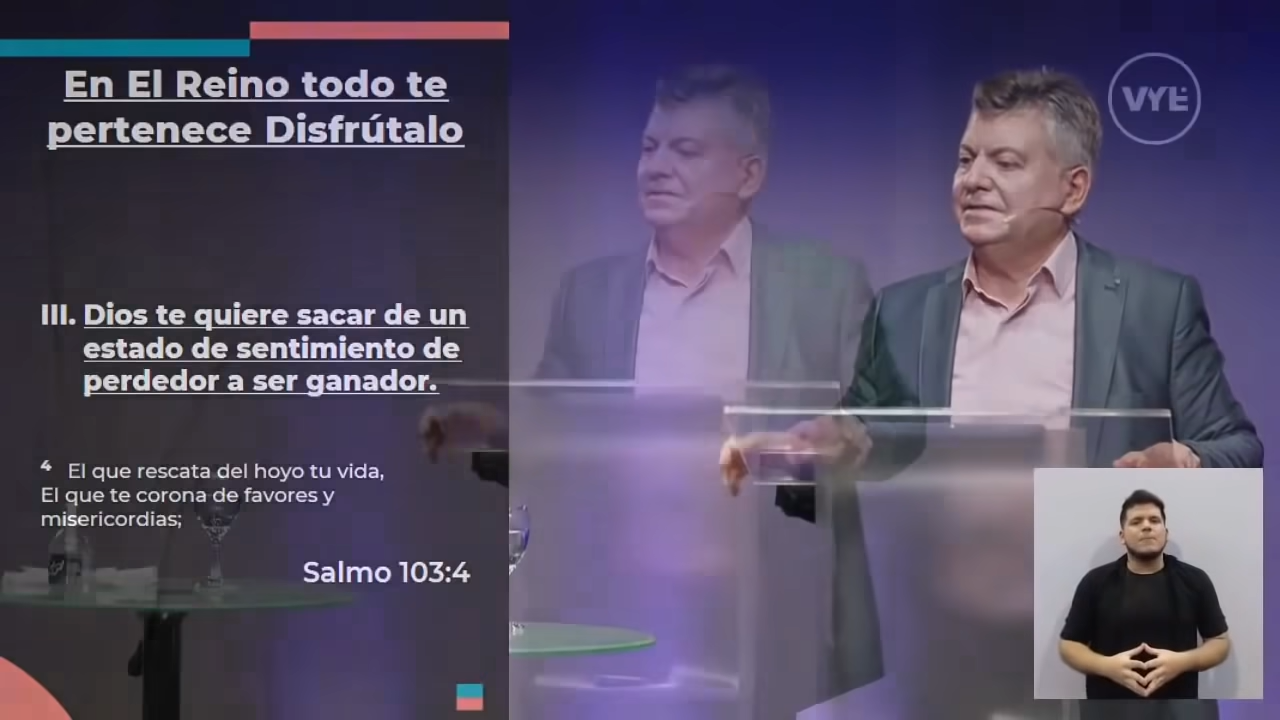 En El Reino todo te
pertenece Disfrútalo
VYE
III. Dios te quiere sacar de un
estado de sentimiento de
perdedor a ser ganador.
4 El que rescata del hoyo tu vida,
El que te corona de favores y
misericordias;
Salmo 103:4